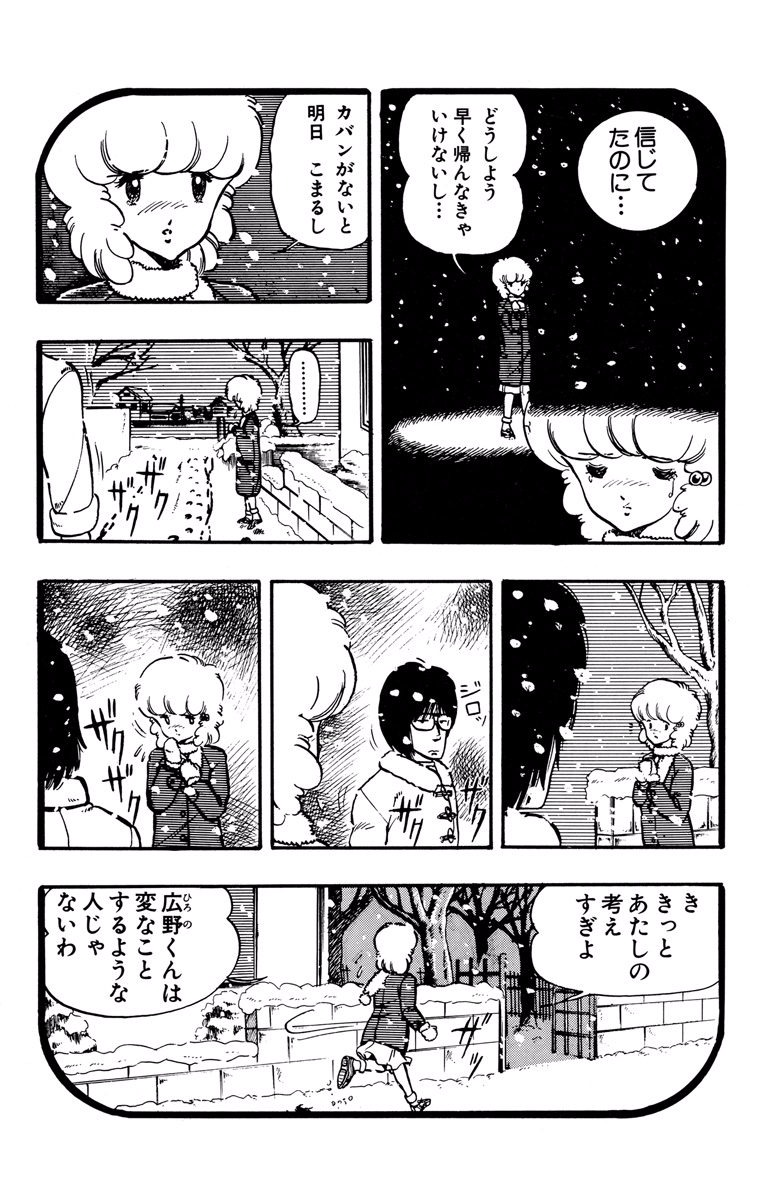 信じて
たのに…
どうしよう
早く帰んなきゃ
いけないし…
カバンがないと
明日　こまるし
………
ザク
ザク
ジロッ
ザク
ザク
ザク
ザク
き
きっと
あたしの
考え
すぎよ
ザザッ
広野くんは
ひろの
変なこと
するような
人じゃ
ないわ